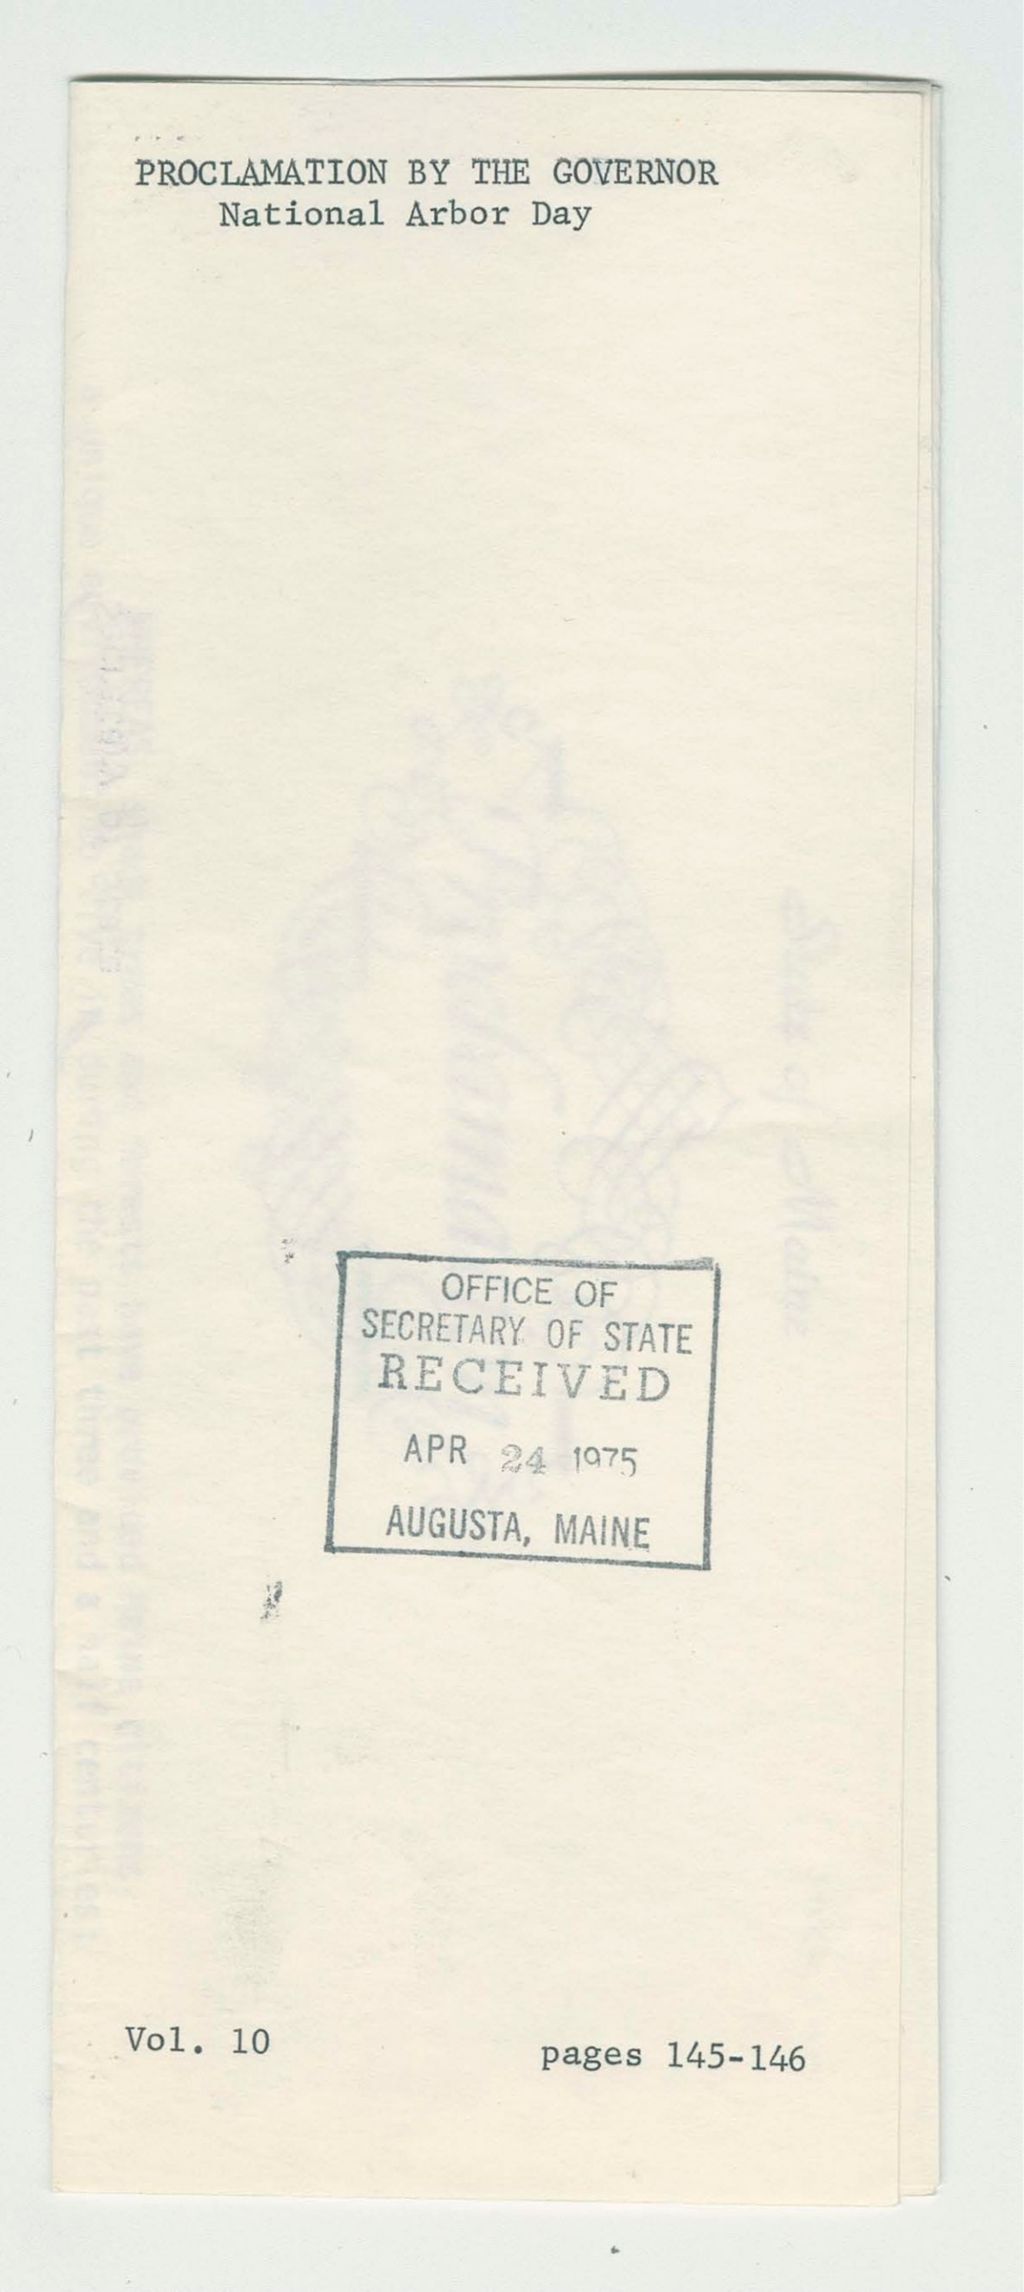 PROCLAMATION BY THE GOVERNOR
National Arbor Day
OFFICE OF
SECRETARY OF STATE
RECEIVED
APR 24 1975
AUGUSTA, MAINE
Vol. 10 pages 145-146